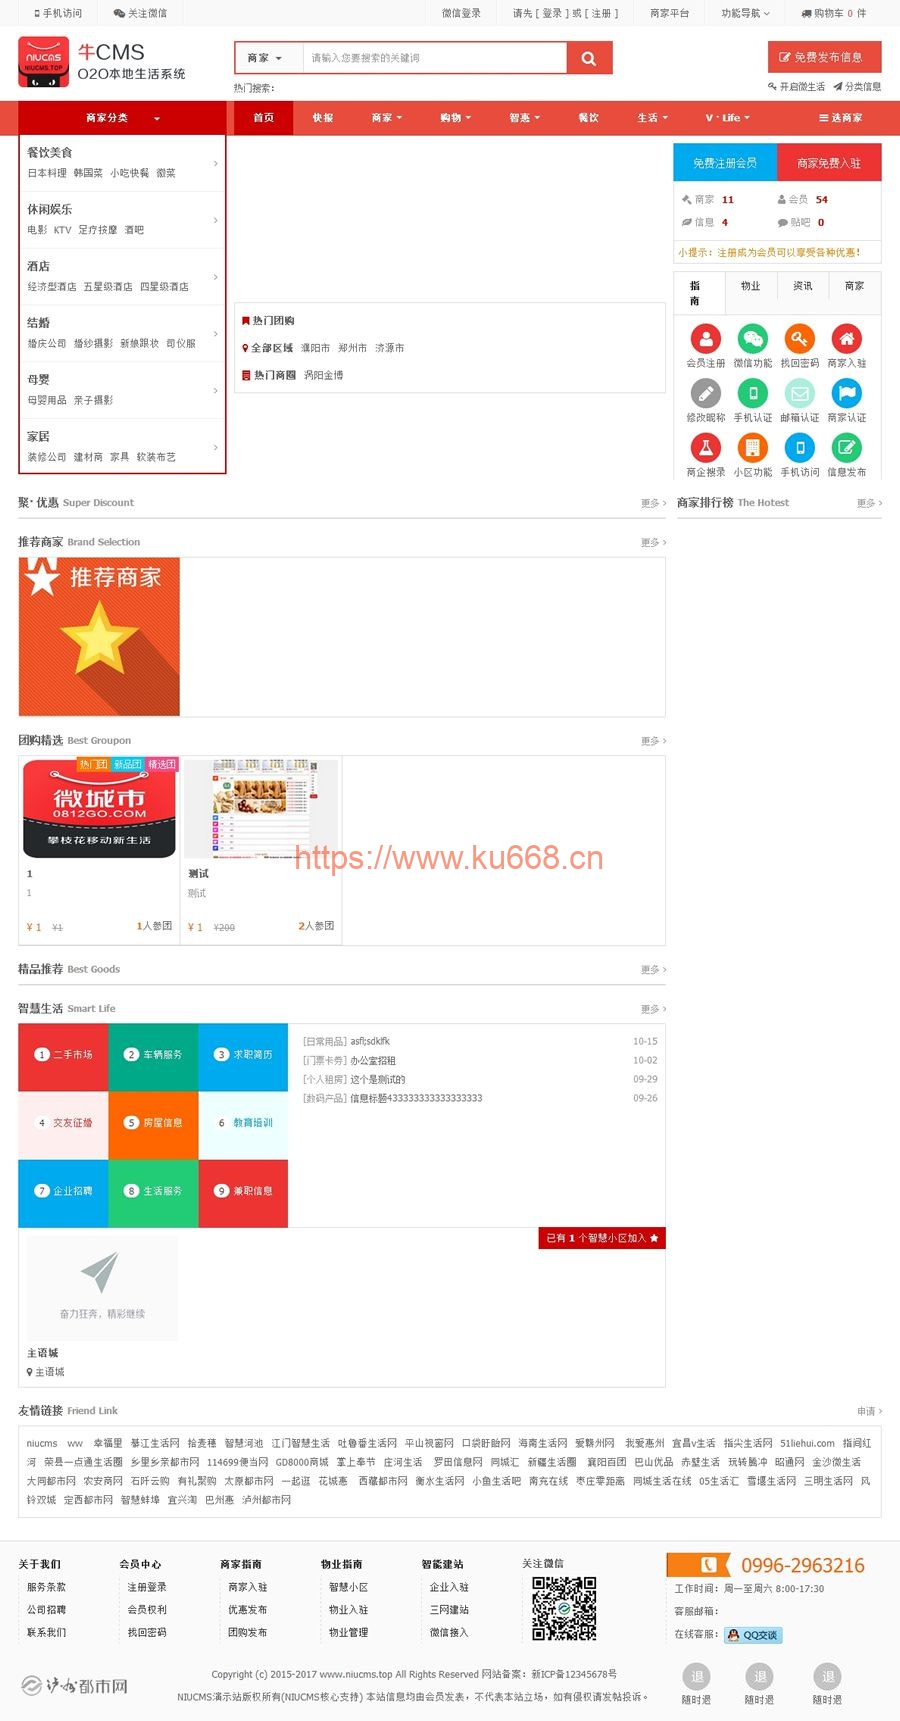 手机访问 关注微信 微信登录 请先 [ 登录 ] 或 [ 注册 ] 商家平台 功能导航 购物车 0 件
NIUCMS
NIUCMS.TOP
牛CMS
O2O本地生活系统
商家 请输入您要搜索的关键词
热门搜索:
免费发布信息
开启微生活 分类信息
商家分类 首页 快报 商家 购物 智惠 餐饮 生活 V·Life 选商家
餐饮美食
日本料理 韩国菜 小吃快餐 徽菜
休闲娱乐
电影 KTV 足疗按摩 酒吧
酒店
经济型酒店 五星级酒店 四星级酒店
结婚
婚庆公司 婚纱摄影 新娘跟妆 司仪服
母婴
母婴用品 亲子摄影
家居
装修公司 建材商 家具 软装布艺
热门团购
全部区域 濮阳市 郑州市 济源市
热门商圈 涡阳金博
免费注册会员 商家免费入驻
商家 11 会员 54
信息 4 贴吧 0
小提示：注册成为会员可以享受各种优惠！
指南 物业 资讯 商家
会员注册 微信功能 找回密码 商家入驻
修改昵称 手机认证 邮箱认证 商家认证
商企搜录 小区功能 手机访问 信息发布
聚·优惠 Super Discount 更多 >
商家排行榜 The Hotest 更多 >
推荐商家 Brand Selection 更多 >
推荐商家
团购精选 Best Groupon 更多 >
热门团 新品团 精选团
微城市
0812GO.COM
攀枝花移动新生活
https://www.ku668.cn
1
1
¥ 1 ¥1 1人参团
测试
测试
¥ 1 ¥200 2人参团
精品推荐 Best Goods 更多 >
智慧生活 Smart Life 更多 >
1 二手市场 2 车辆服务 3 求职简历
4 交友征婚 5 房屋信息 6 教育培训
7 企业招聘 8 生活服务 9 兼职信息
[日常用品] asfl;sdklfk 10-15
[门票卡券] 办公室招租 10-02
[个人租房] 这个是测试的 09-29
[数码产品] 信息标题433333333333333333 09-26
已有 1 个智慧小区加入
奋力狂奔，精彩继续
主语城
主语城
友情链接 Friend Link 申请 >
niucms ww 幸福里 綦江生活网 拾麦穗 智慧河池 江门智慧生活 吐鲁番生活网 平山视窗网 口袋盱眙网 海南生活网 爱赣州网 我爱惠州 宜昌v生活 指尖生活网 51liehui.com 指间红
河 荣县一点通生活圈 乡里乡亲都市网 114699便当网 GD8000商城 掌上奉节 庄河生活 罗田信息网 同城汇 新疆生活圈 襄阳百团 巴山优品 赤壁生活 玩转腾冲 昭通网 金沙微生活
大同都市网 农安商网 石阡云购 有礼聚购 太原都市网 一起逛 花城惠 西藏都市网 衡水生活网 小鱼生活吧 南充在线 枣庄零距离 同城生活在线 05生活汇 雪堰生活网 三明生活网 风
铃双城 定西都市网 智慧蚌埠 宜兴淘 巴州惠 泸州都市网
关于我们 会员中心 商家指南 物业指南 智能建站 关注微信
服务条款 注册登录 商家入驻 智慧小区 企业入驻
公司招聘 会员权利 优惠发布 物业入驻 三网建站
联系我们 找回密码 团购发布 物业管理 微信接入
0996-2963216
工作时间：周一至周六 8:00-17:30
客服邮箱：
在线客服： QQ交谈
泸州都市网
Copyright (c) 2015-2017 www.niucms.top All Rights Reserved 网站备案：新ICP备12345678号
NIUCMS演示站版权所有(NIUCMS核心支持) 本站信息均由会员发表，不代表本站立场，如有侵权请发帖投诉。
退 退 退
随时退 随时退 随时退